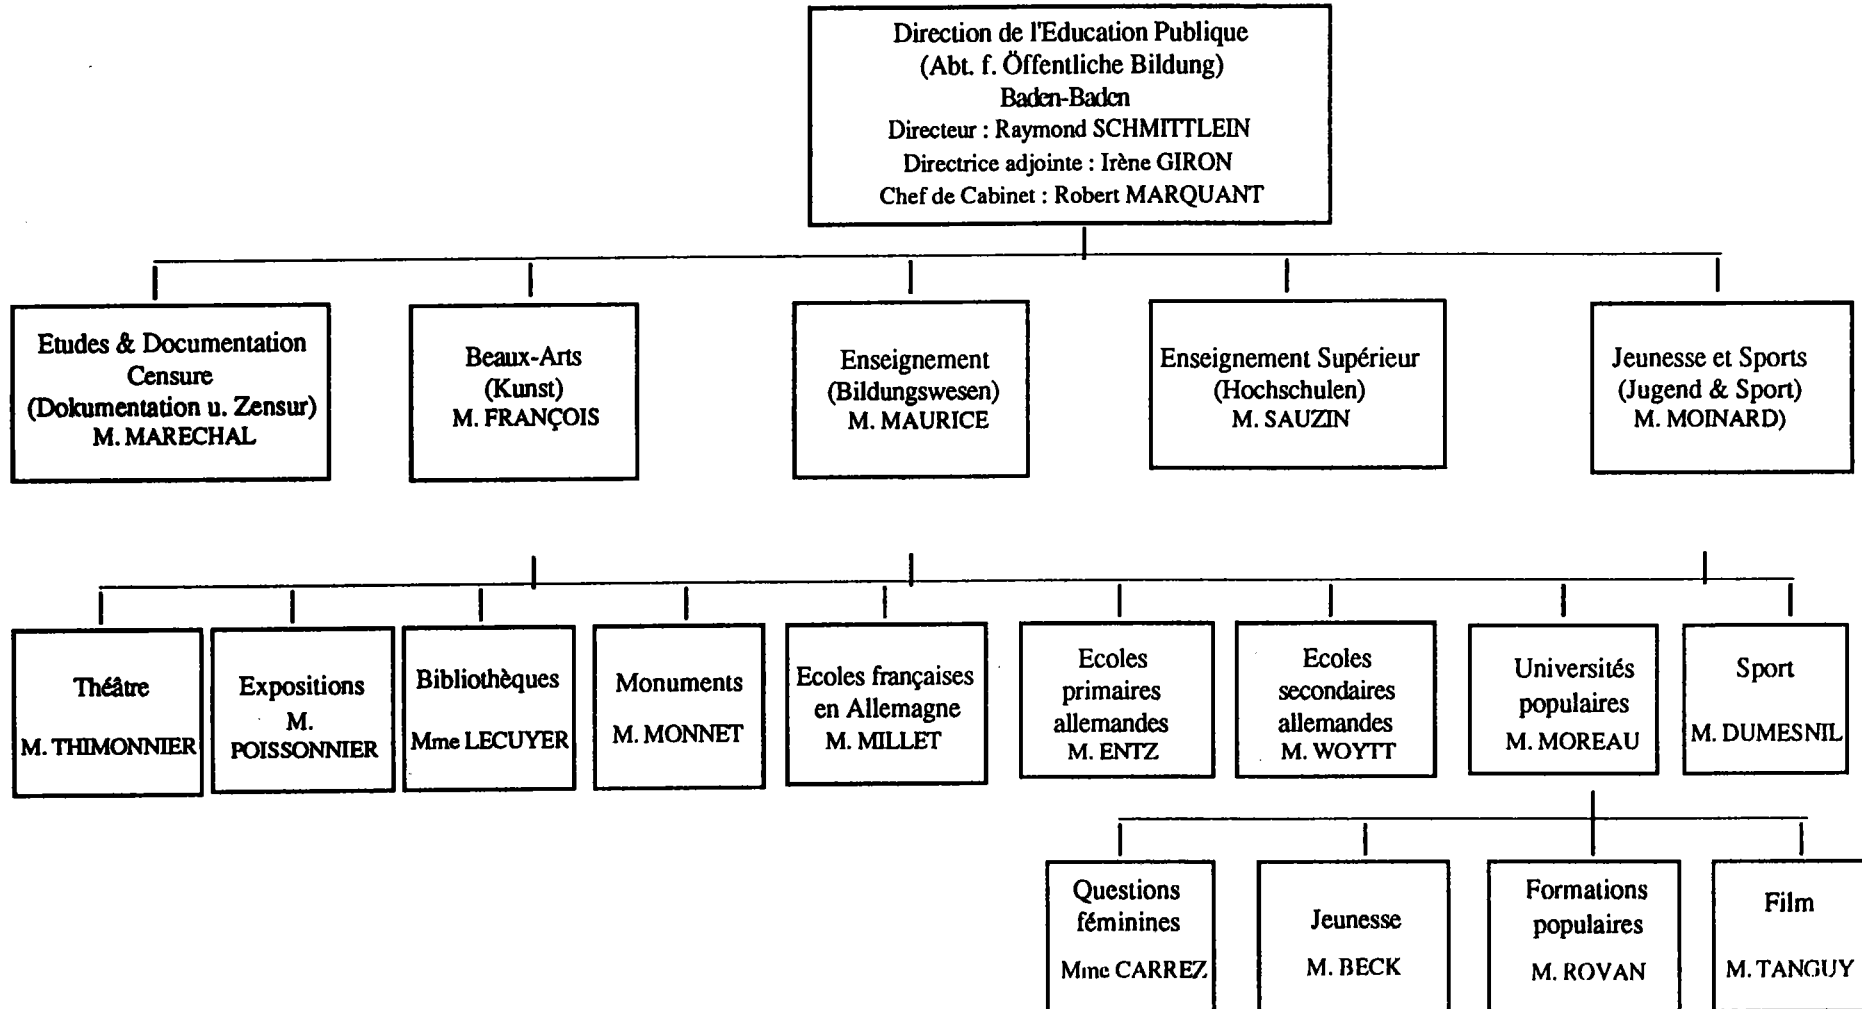 Direction de l'Education Publique
(Abt. f. Öffentliche Bildung)
Baden-Baden
Directeur : Raymond SCHMITTLEIN
Directrice adjointe : Irène GIRON
Chef de Cabinet : Robert MARQUANT
Etudes & Documentation
Censure
(Dokumentation u. Zensur)
M. MARECHAL
Beaux-Arts
(Kunst)
M. FRANÇOIS
Enseignement
(Bildungswesen)
M. MAURICE
Enseignement Supérieur
(Hochschulen)
M. SAUZIN
Jeunesse et Sports
(Jugend & Sport)
M. MOINARD)
Théâtre
M. THIMONNIER
Expositions
M.
POISSONNIER
Bibliothèques
Mme LECUYER
Monuments
M. MONNET
Ecoles françaises
en Allemagne
M. MILLET
Ecoles
primaires
allemandes
M. ENTZ
Ecoles
secondaires
allemandes
M. WOYTT
Universités
populaires
M. MOREAU
Sport
M. DUMESNIL
Questions
féminines
Mme CARREZ
Jeunesse
M. BECK
Formations
populaires
M. ROVAN
Film
M. TANGUY